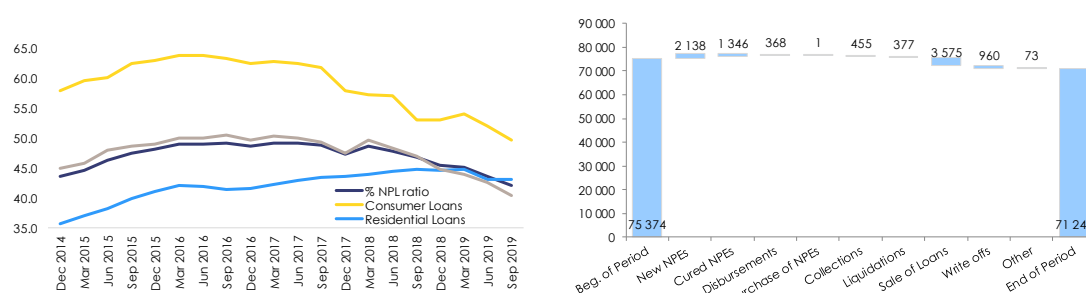 65.0
60.0
55.0
50.0
45.0
40.0
35.0
% NPL ratio
Consumer Loans
Residential Loans
Dec 2014
Mar 2015
Jun 2015
Sep 2015
Dec 2015
Mar 2016
Jun 2016
Sep 2016
Dec 2016
Mar 2017
Jun 2017
Sep 2017
Dec 2017
Mar 2018
Jun 2018
Sep 2018
Dec 2018
Mar 2019
Jun 2019
Sep 2019
90 000
80 000
70 000
60 000
50 000
40 000
30 000
20 000
10 000
0
75 374
2 138
1 346
368
1
455
377
3 575
960
73
71 24
Beg. of Period
New NPEs
Cured NPEs
Disbursements
rchase of NPEs
Collections
Liquidations
Sale of Loans
Write offs
Other
End of Period